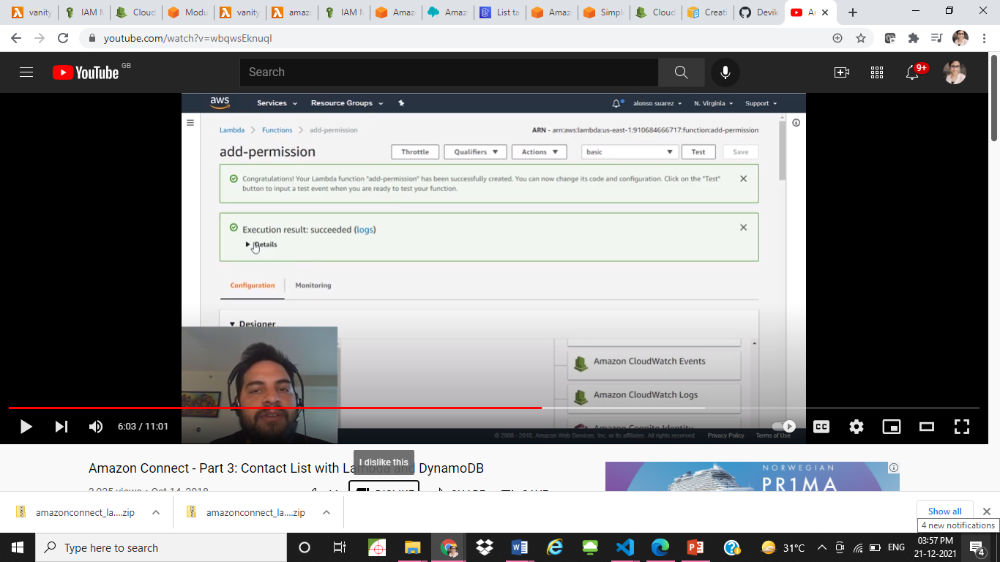 vanity
IAM M
Cloud
Modu
vanity
amazo
IAM M
Amaz
Amaz
List ta
Amaz
Simpl
Cloud
Creati
Devik
Ar
youtube.com/watch?v=wbqwsEknuqI
YouTube GB
Search
9+
aws Services Resource Groups alonso suarez N. Virginia Support
Lambda Functions add-permission ARN - arn:aws:lambda:us-east-1:910684666717:function:add-permission
add-permission Throttle Qualifiers Actions basic Test Save
Congratulations! Your Lambda function "add-permission" has been successfully created. You can now change its code and configuration. Click on the "Test"
button to input a test event when you are ready to test your function.
Execution result: succeeded (logs)
Details
Configuration Monitoring
Designer
Amazon CloudWatch Events
Amazon CloudWatch Logs
Amazon Cognito Identity
6:03 / 11:01
CC
© 2008 - 2018, Amazon Web Services, Inc. or its affiliates. All rights reserved. Privacy Policy Terms of Use
I dislike this
Amazon Connect - Part 3: Contact List with Lambda and DynamoDB
NORWEGIAN
PR1MA
views • Oct 14, 2018 DISLIKE SHARE SAVE
amazonconnect_la....zip
amazonconnect_la....zip
Show all
4 new notifications
Type here to search
31°C
ENG
03:57 PM
21-12-2021
4